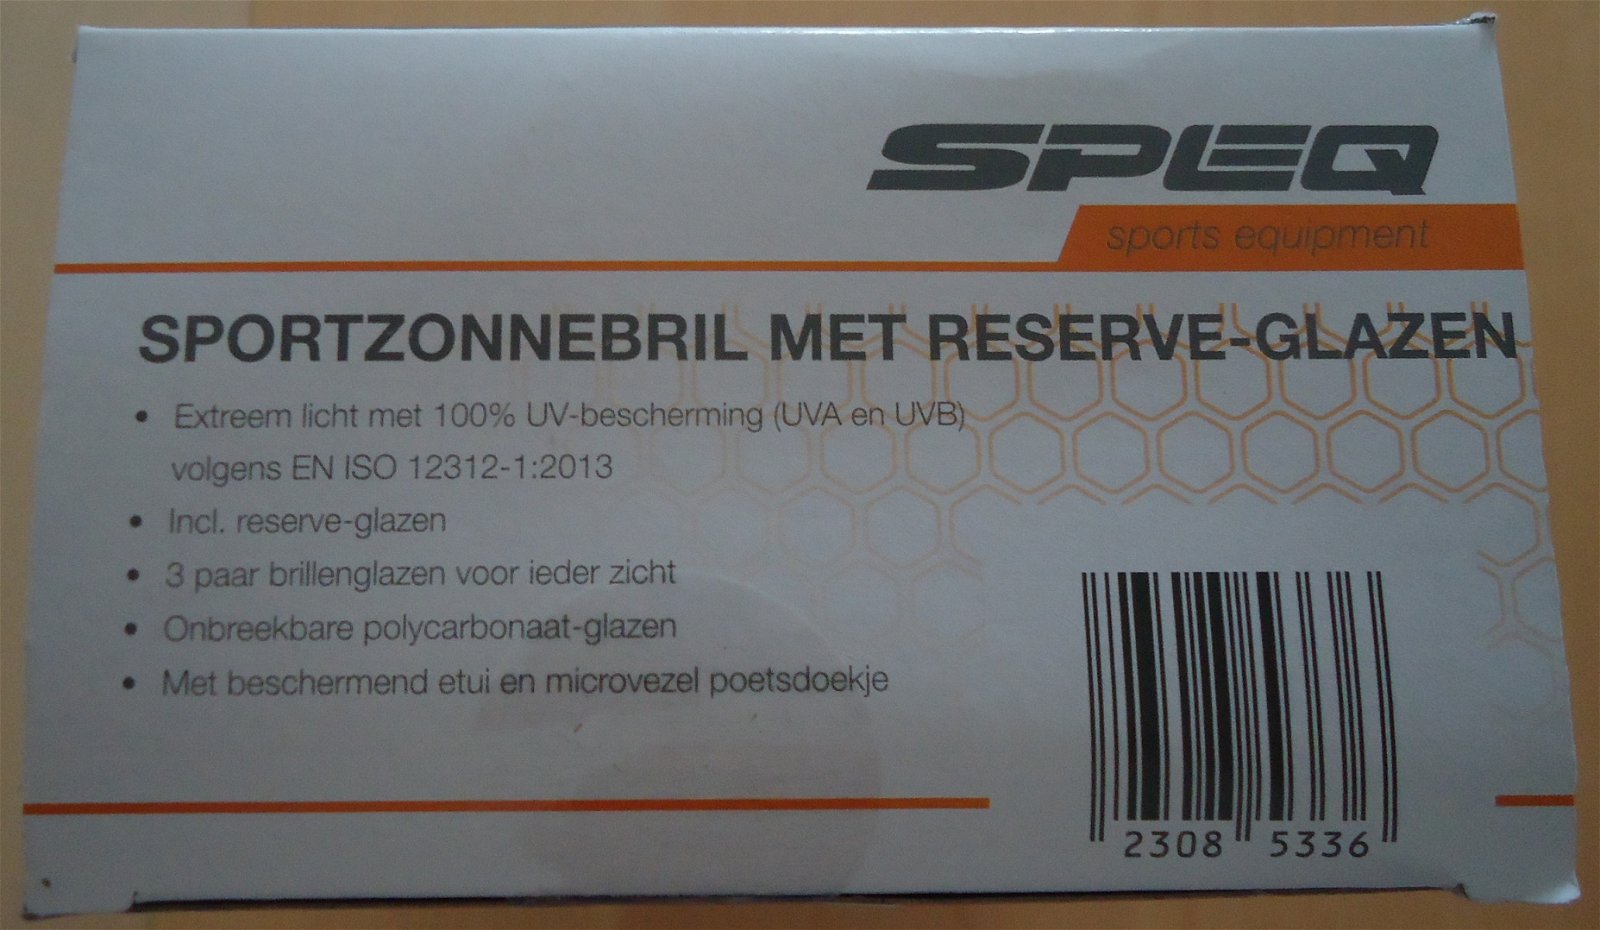 SPEQ
sports equipment
SPORTZONNEBRIL MET RESERVE-GLAZEN
• Extreem licht met 100% UV-bescherming (UVA en UVB)
volgens EN ISO 12312-1:2013
• Incl. reserve-glazen
• 3 paar brillenglazen voor ieder zicht
• Onbreekbare polycarbonaat-glazen
• Met beschermend etui en microvezel poetsdoekje
2308 5336